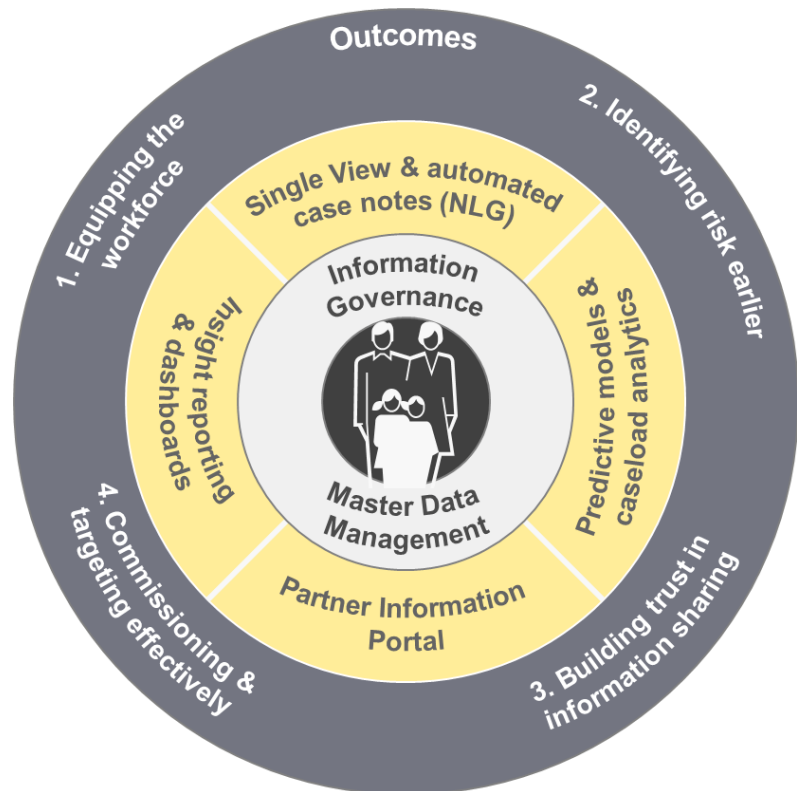 Outcomes
1. Equipping the
workforce
2. Identifying risk earlier
3. Building trust in
information sharing
4. Commissioning &
targeting effectively
Single View & automated
case notes (NLG)
Predictive models &
caseload analytics
Partner Information
Portal
Insight reporting
& dashboards
Information
Governance
Master Data
Management